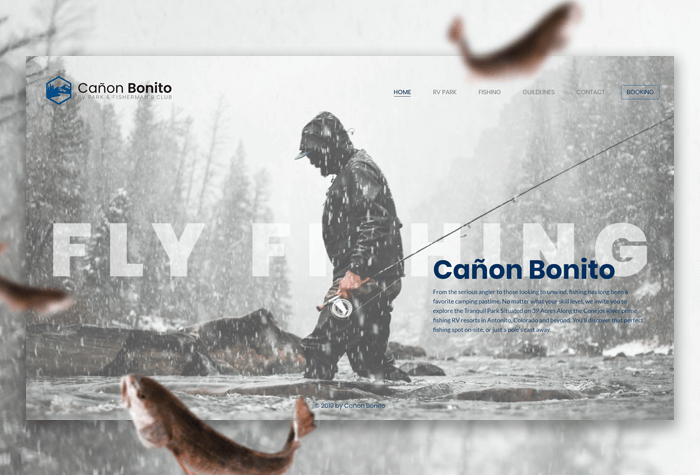 Cañon Bonito
RV PARK & FISHERMAN'S CLUB
HOME RV PARK FISHING GUILDLINES CONTACT BOOKING
FLY FISHING
Cañon Bonito
From the serious angler to those looking to unwind, fishing has long been a
favorite camping pastime. No matter what your skill level, we invite you to
explore the Tranquil Park Situated on 39 Acres Along the Conejos River prime
fishing RV resorts in Antonito, Colorado and beyond. You'll discover that perfect
fishing spot on-site, or just a pole's cast away.
© 2019 by Cañon Bonito